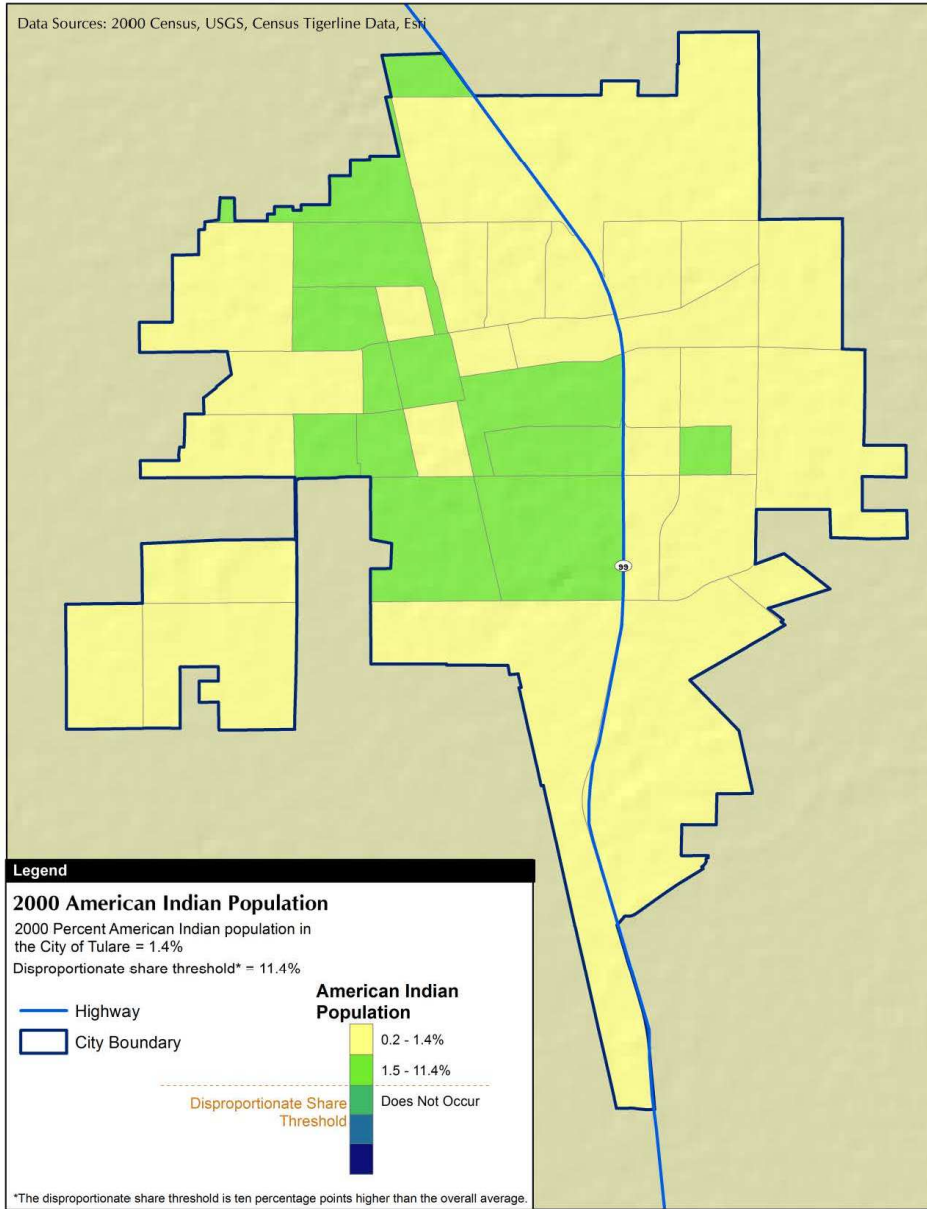 Data Sources: 2000 Census, USGS, Census Tigerline Data, Esri
99
Legend
2000 American Indian Population
2000 Percent American Indian population in
the City of Tulare = 1.4%
Disproportionate share threshold* = 11.4%
Highway
City Boundary
American Indian
Population
0.2 - 1.4%
1.5 - 11.4%
Disproportionate Share
Threshold
Does Not Occur
*The disproportionate share threshold is ten percentage points higher than the overall average.